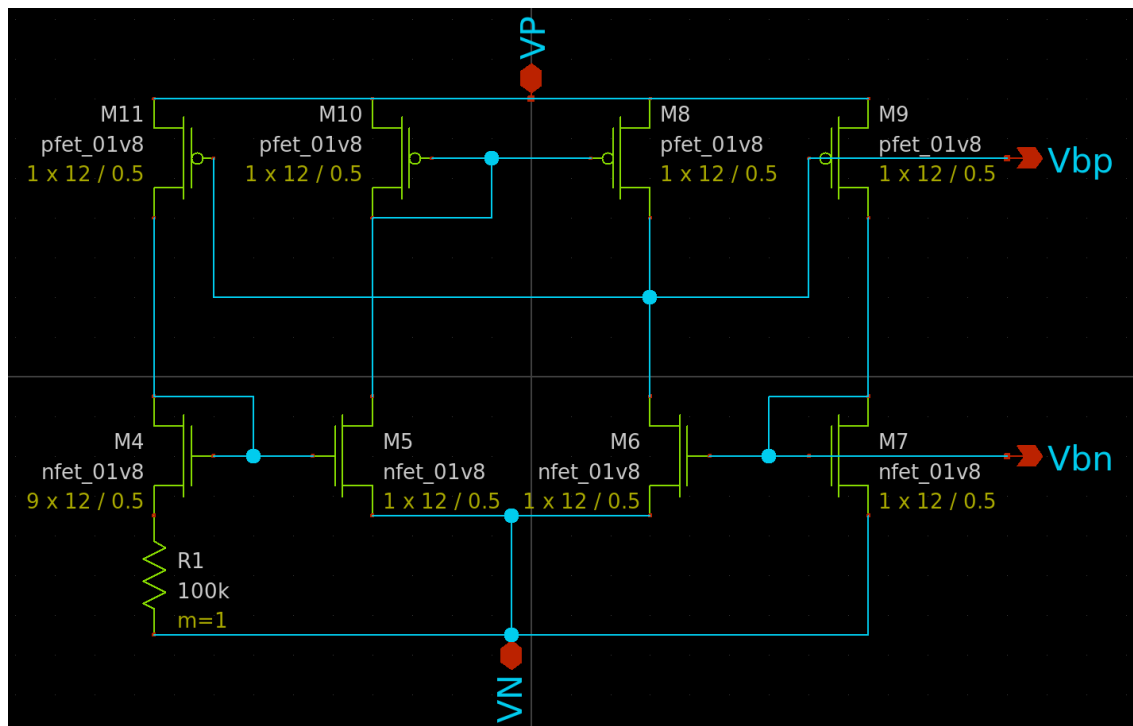 VP
M11
pfet_01v8
1 x 12 / 0.5
M10
pfet_01v8
1 x 12 / 0.5
M8
pfet_01v8
1 x 12 / 0.5
M9
pfet_01v8
1 x 12 / 0.5
Vbp
M4
nfet_01v8
9 x 12 / 0.5
M5
nfet_01v8
1 x 12 / 0.5
M6
nfet_01v8
1 x 12 / 0.5
M7
nfet_01v8
1 x 12 / 0.5
Vbn
R1
100k
m=1
VN